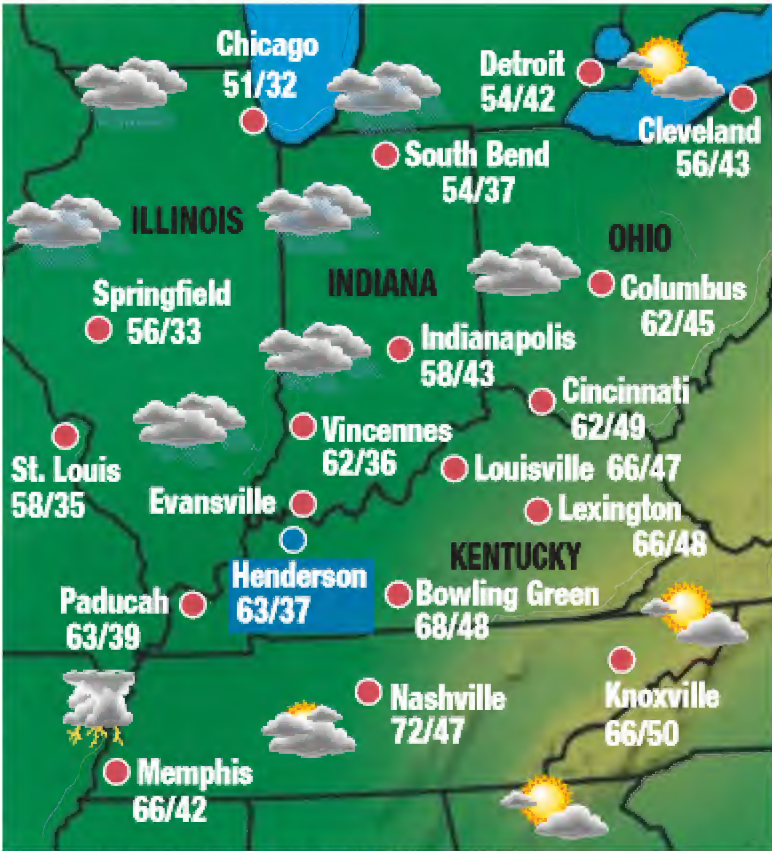 Chicago
51/32
Detroit
54/42
Cleveland
56/43
South Bend
54/37
ILLINOIS
OHIO
INDIANA
Springfield
56/33
Columbus
62/45
Indianapolis
58/43
Cincinnati
62/49
Vincennes
62/36
St. Louis
58/35
Louisville 66/47
Evansville
Lexington
66/48
KENTUCKY
Henderson
63/37
Paducah
63/39
Bowling Green
68/48
Nashville
72/47
Knoxville
66/50
Memphis
66/42